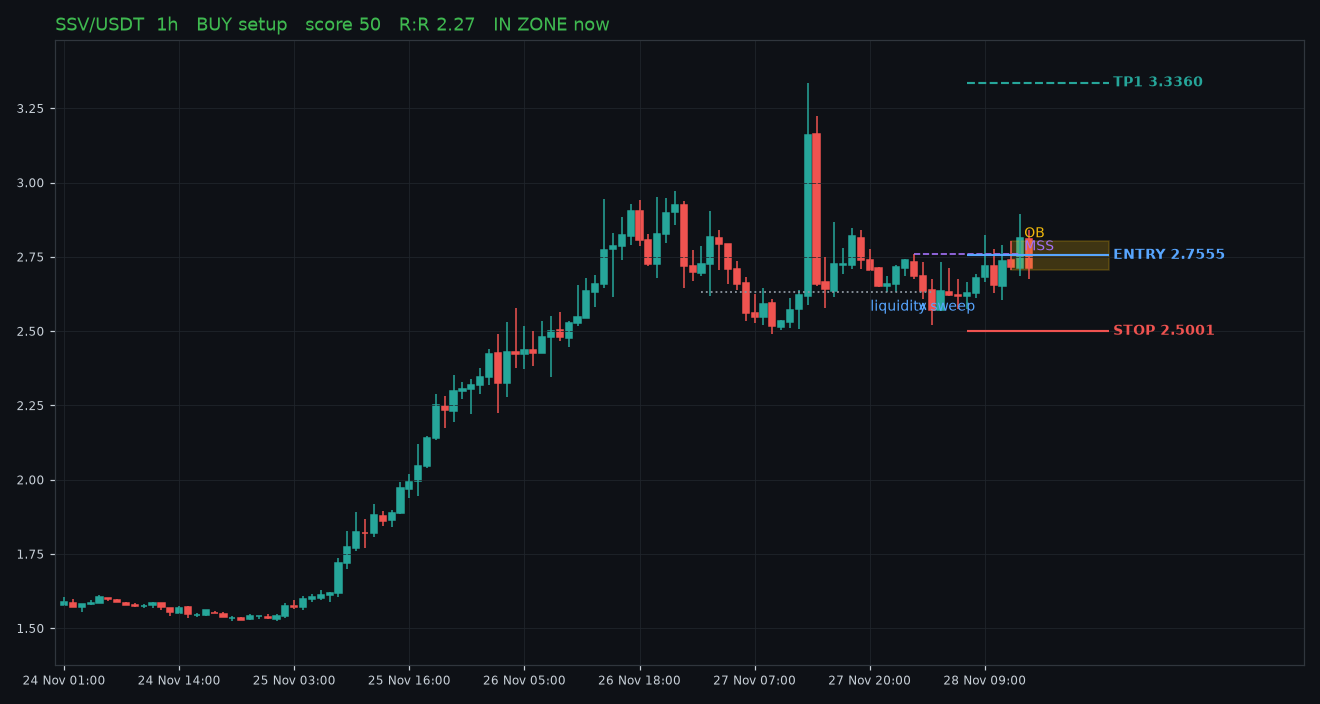 SSV/USDT 1h BUY setup score 50 R:R 2.27 IN ZONE now
TP1 3.3360
3.25
3.00
OB
MSS
2.75
ENTRY 2.7555
liquidity sweep
2.50
STOP 2.5001
2.25
2.00
1.75
1.50
24 Nov 01:00 24 Nov 14:00 25 Nov 03:00 25 Nov 16:00 26 Nov 05:00 26 Nov 18:00 27 Nov 07:00 27 Nov 20:00 28 Nov 09:00